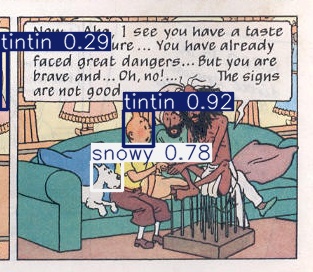 Now... Aha, I see you have a taste
ure... You have already
faced great dangers... But you are
brave and... Oh, no!... The signs
are not good
tintin 0.29
tintin 0.92
snowy 0.78